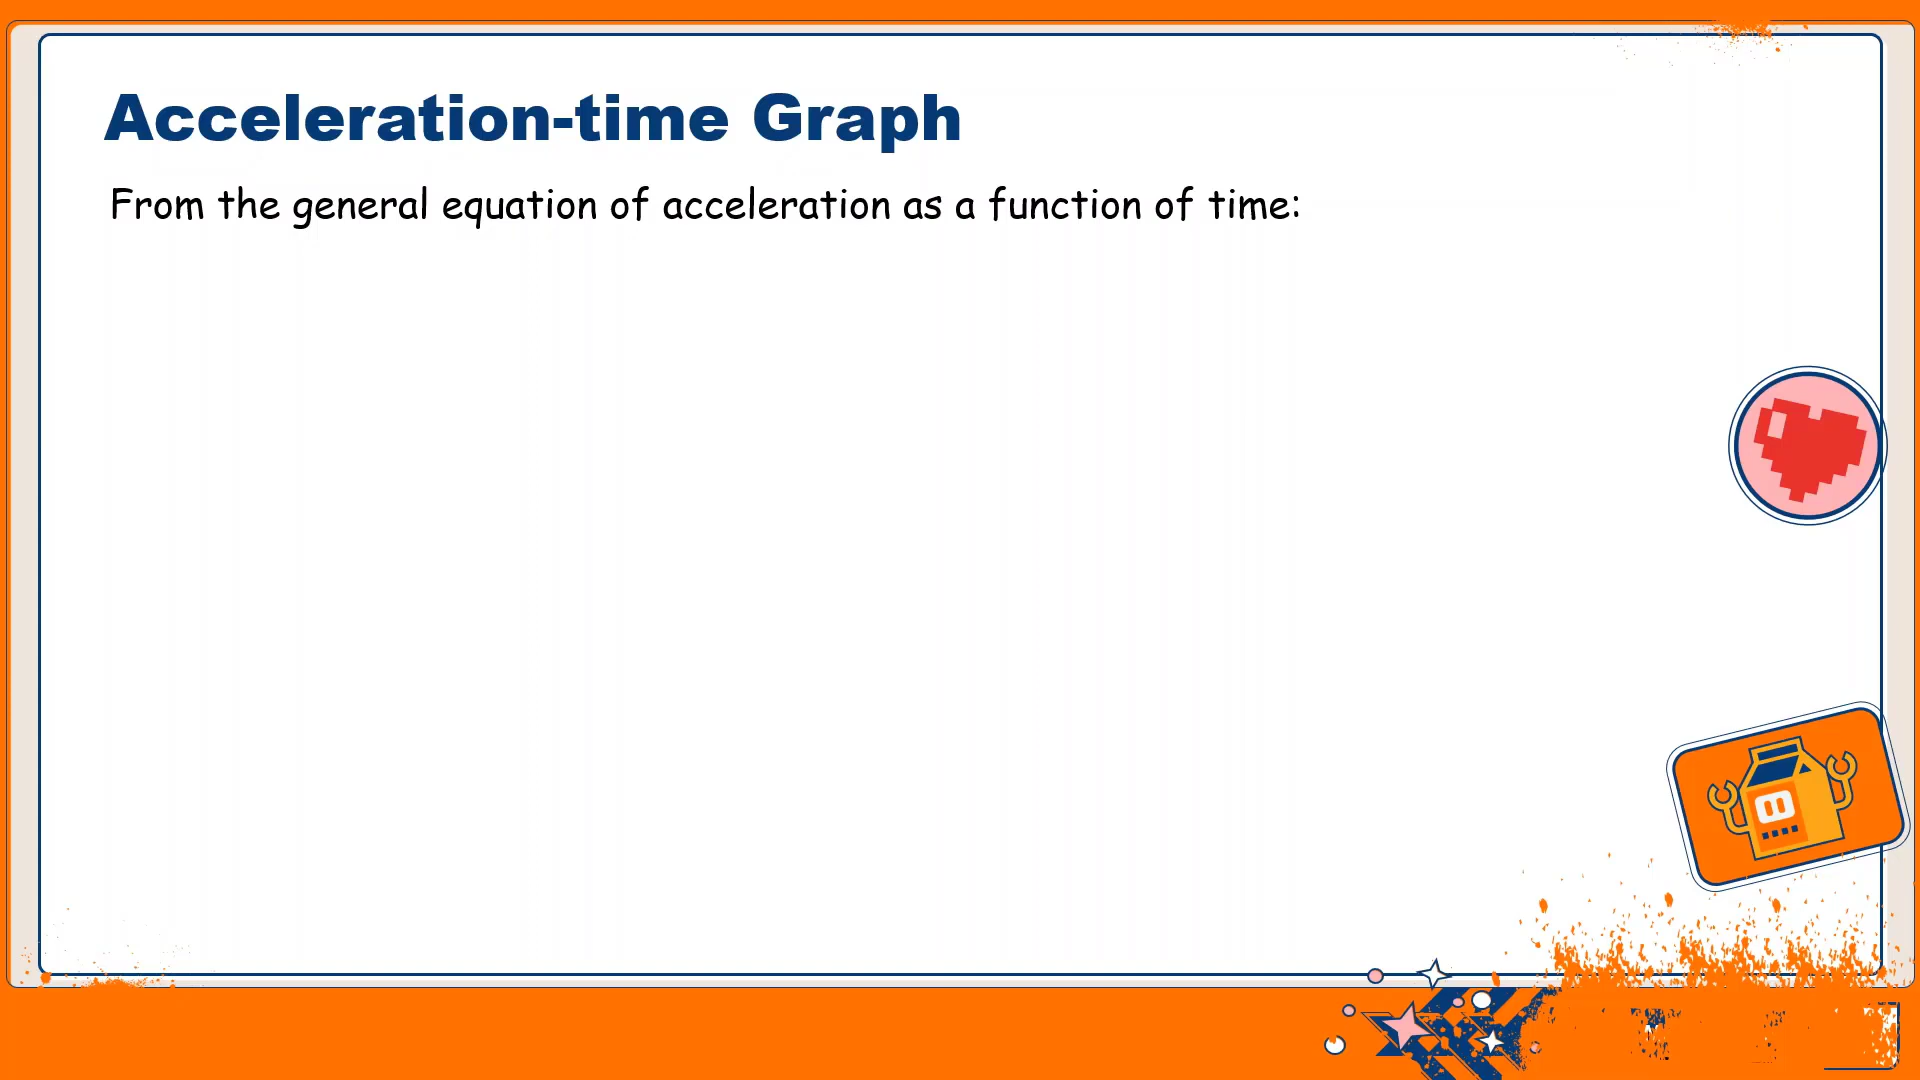 Acceleration-time Graph
From the general equation of acceleration as a function of time: